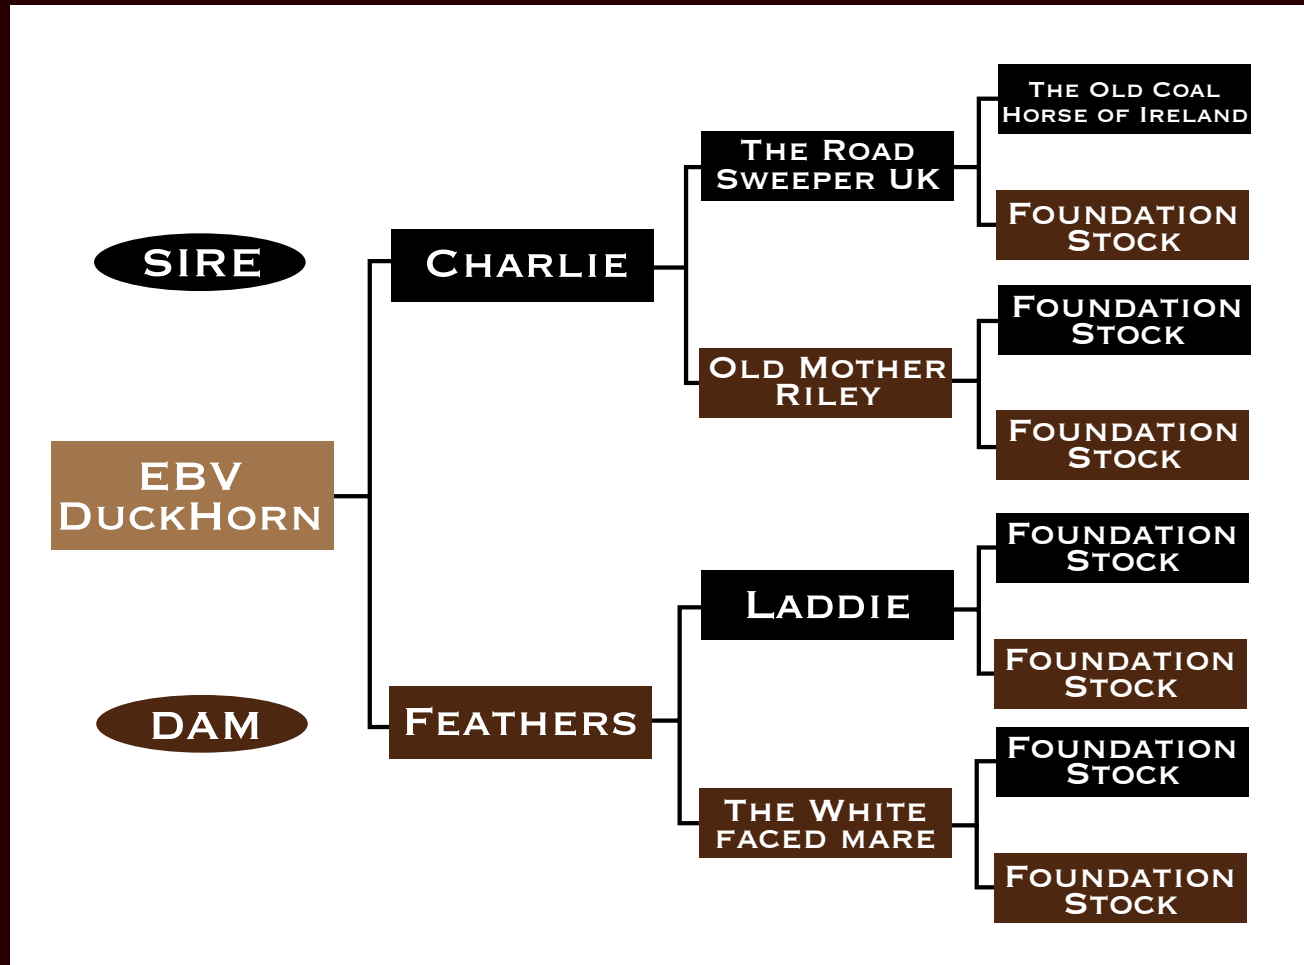 The Old Coal
Horse of Ireland
The Road
Sweeper UK
Foundation
Stock
SIRE
Charlie
Foundation
Stock
Old Mother
Riley
Foundation
Stock
EBV
DuckHorn
Foundation
Stock
Laddie
Foundation
Stock
DAM
Feathers
Foundation
Stock
The White
faced mare
Foundation
Stock